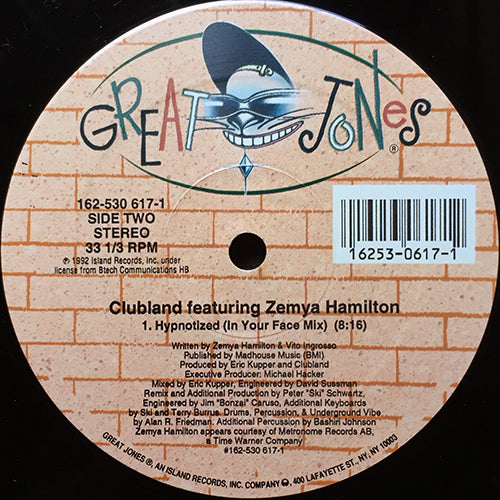 GREAT JONES ®
162-530 617-1
SIDE TWO
STEREO
33 1/3 RPM
℗ 1992 Island Records, Inc. under
license from Btech Communications HB
16253-0617-1
Clubland featuring Zemya Hamilton
1. Hypnotized (In Your Face Mix) (8:16)
Written by Zemya Hamilton & Vito Ingrosso
Published by Madhouse Music (BMI)
Produced by Eric Kupper and Clubland
Executive Producer: Michael Hacker
Mixed by Eric Kupper, Engineered by David Sussman
Remix and Additional Production by Peter "Ski" Schwartz,
Engineered by Jim "Bonzai" Caruso, Additional Keyboards
by Ski and Terry Burrus. Drums, Percussion, & Underground Vibe
by Alan R. Friedman. Additional Percussion by Bashiri Johnson
Zemya Hamilton appears courtesy of Metronome Records AB,
a Time Warner Company
#162-530 617-1
GREAT JONES ®, AN ISLAND RECORDS, INC. COMPANY, 400 LAFAYETTE ST., NY, NY 10003